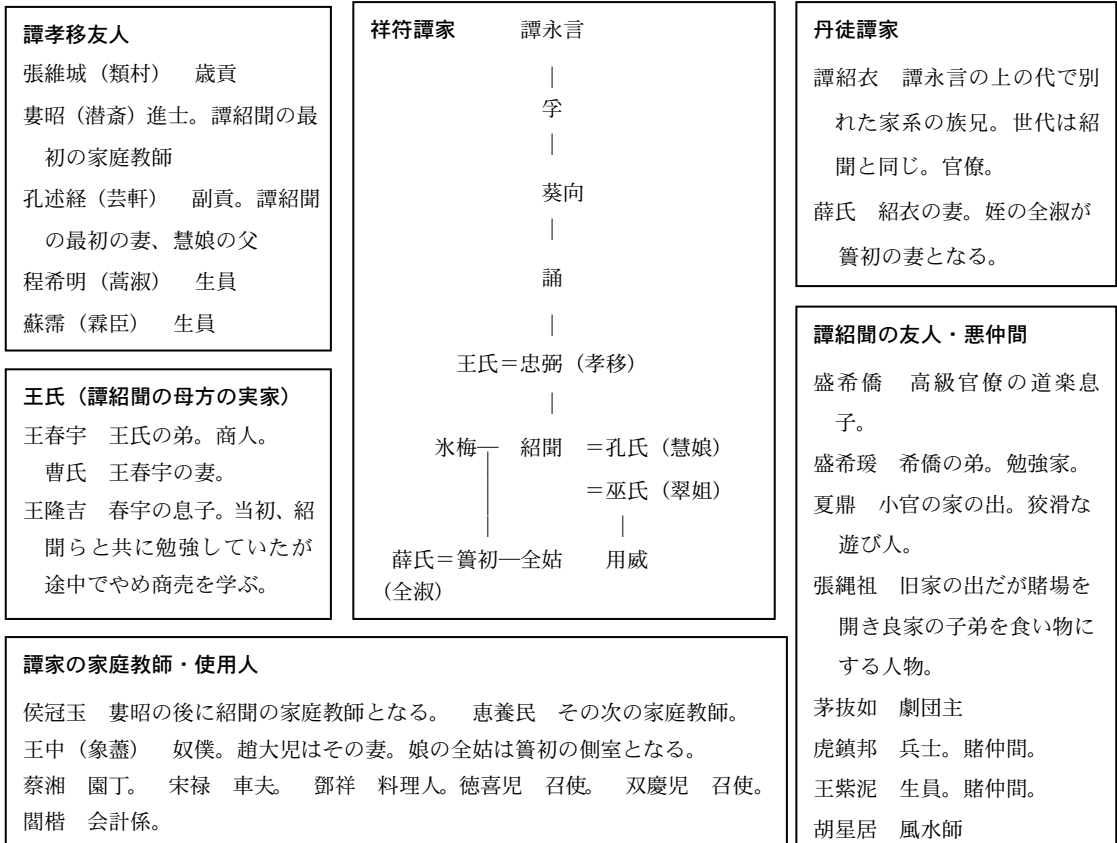 譚孝移友人
張維城（類村）　歳貢
婁昭（潜斎）進士。譚紹聞の最
初の家庭教師
孔述経（芸軒）　副貢。譚紹聞
の最初の妻、慧娘の父
程希明（蒿淑）　生員
蘇霈（霖臣）　生員
王氏（譚紹聞の母方の実家）
王春宇　王氏の弟。商人。
曹氏　王春宇の妻。
王隆吉　春宇の息子。当初、紹
聞らと共に勉強していたが
途中でやめ商売を学ぶ。
祥符譚家　譚永言
｜
孚
｜
葵向
｜
誦
｜
王氏＝忠弼（孝移）
｜
氷梅―　紹聞　＝孔氏（慧娘）
＝巫氏（翠姐）
｜　｜
薛氏＝簣初―全姑　用威
（全淑）
丹徒譚家
譚紹衣　譚永言の上の代で別
れた家系の族兄。世代は紹
聞と同じ。官僚。
薛氏　紹衣の妻。姪の全淑が
簣初の妻となる。
譚紹聞の友人・悪仲間
盛希僑　高級官僚の道楽息
子。
盛希瑗　希僑の弟。勉強家。
夏鼎　小官の家の出。狡滑な
遊び人。
張縄祖　旧家の出だが賭場を
開き良家の子弟を食い物に
する人物。
茅抜如　劇団主
虎鎮邦　兵士。賭仲間。
王紫泥　生員。賭仲間。
胡星居　風水師
譚家の家庭教師・使用人
侯冠玉　婁昭の後に紹聞の家庭教師となる。　恵養民　その次の家庭教師。
王中（象藎）　奴僕。趙大児はその妻。娘の全姑は簣初の側室となる。
蔡湘　園丁。　宋禄　車夫。　鄧祥　料理人。徳喜児　召使。　双慶児　召使。
閻楷　会計係。